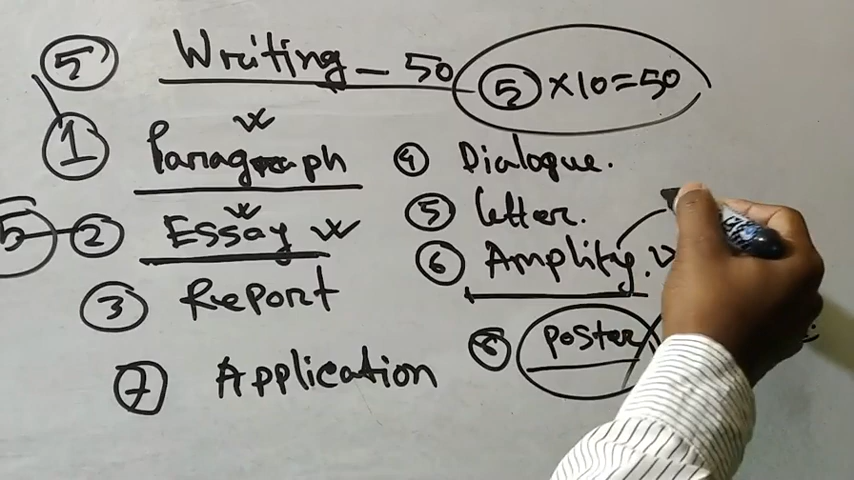 5 Writing - 50 5 x10=50
1 Paragraph
5 2 Essay
3 Report
7 Application
4 Dialogue.
5 letter.
6 Amplify.
8 Poster